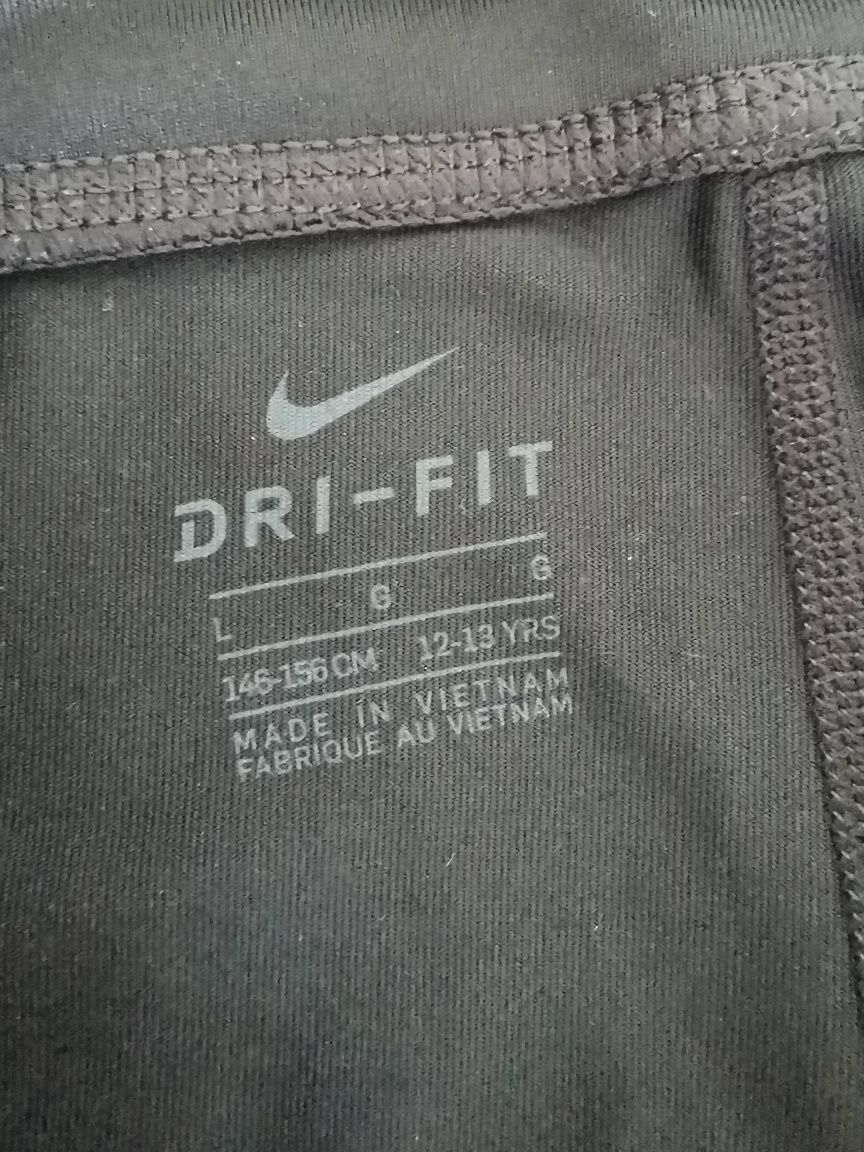 DRI-FIT
L G G
146-156 CM 12-13 YRS
MADE IN VIETNAM
FABRIQUE AU VIETNAM